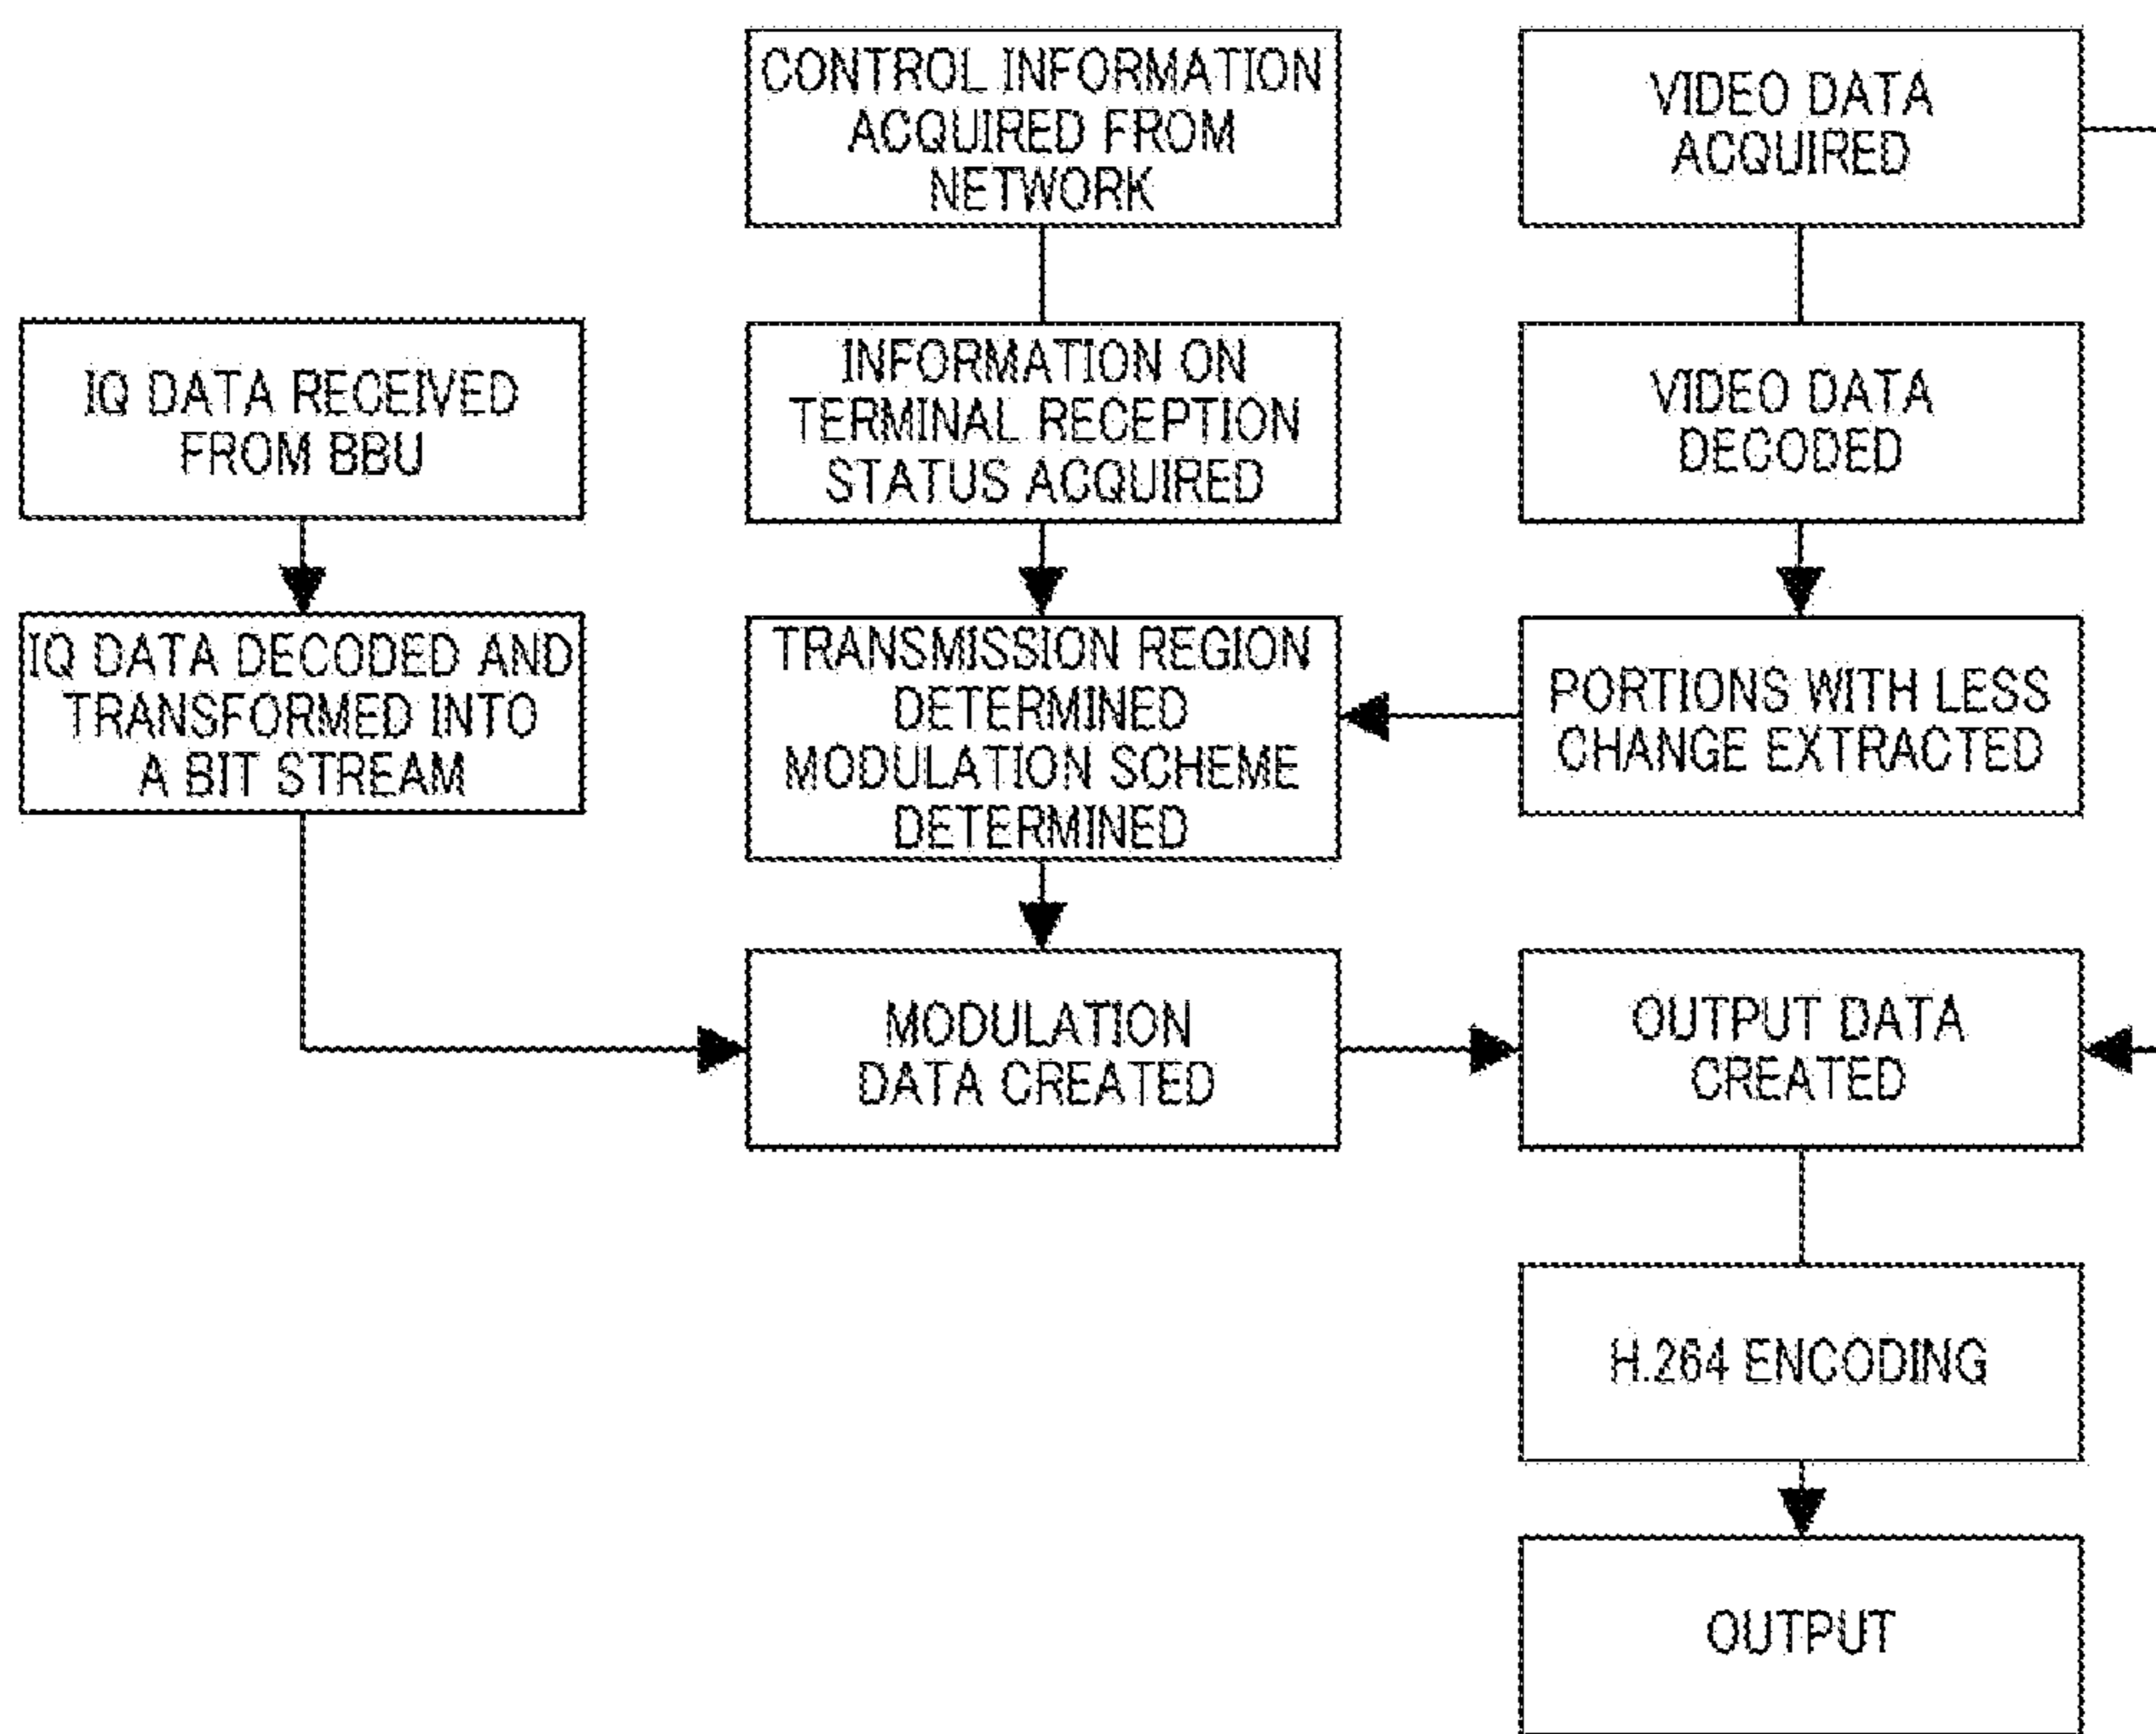 CONTROL INFORMATION
ACQUIRED FROM
NETWORK
VIDEO DATA
ACQUIRED
IQ DATA RECEIVED
FROM BBU
INFORMATION ON
TERMINAL RECEPTION
STATUS ACQUIRED
VIDEO DATA
DECODED
IQ DATA DECODED AND
TRANSFORMED INTO
A BIT STREAM
TRANSMISSION REGION
DETERMINED
MODULATION SCHEME
DETERMINED
PORTIONS WITH LESS
CHANGE EXTRACTED
MODULATION
DATA CREATED
OUTPUT DATA
CREATED
H.264 ENCODING
OUTPUT